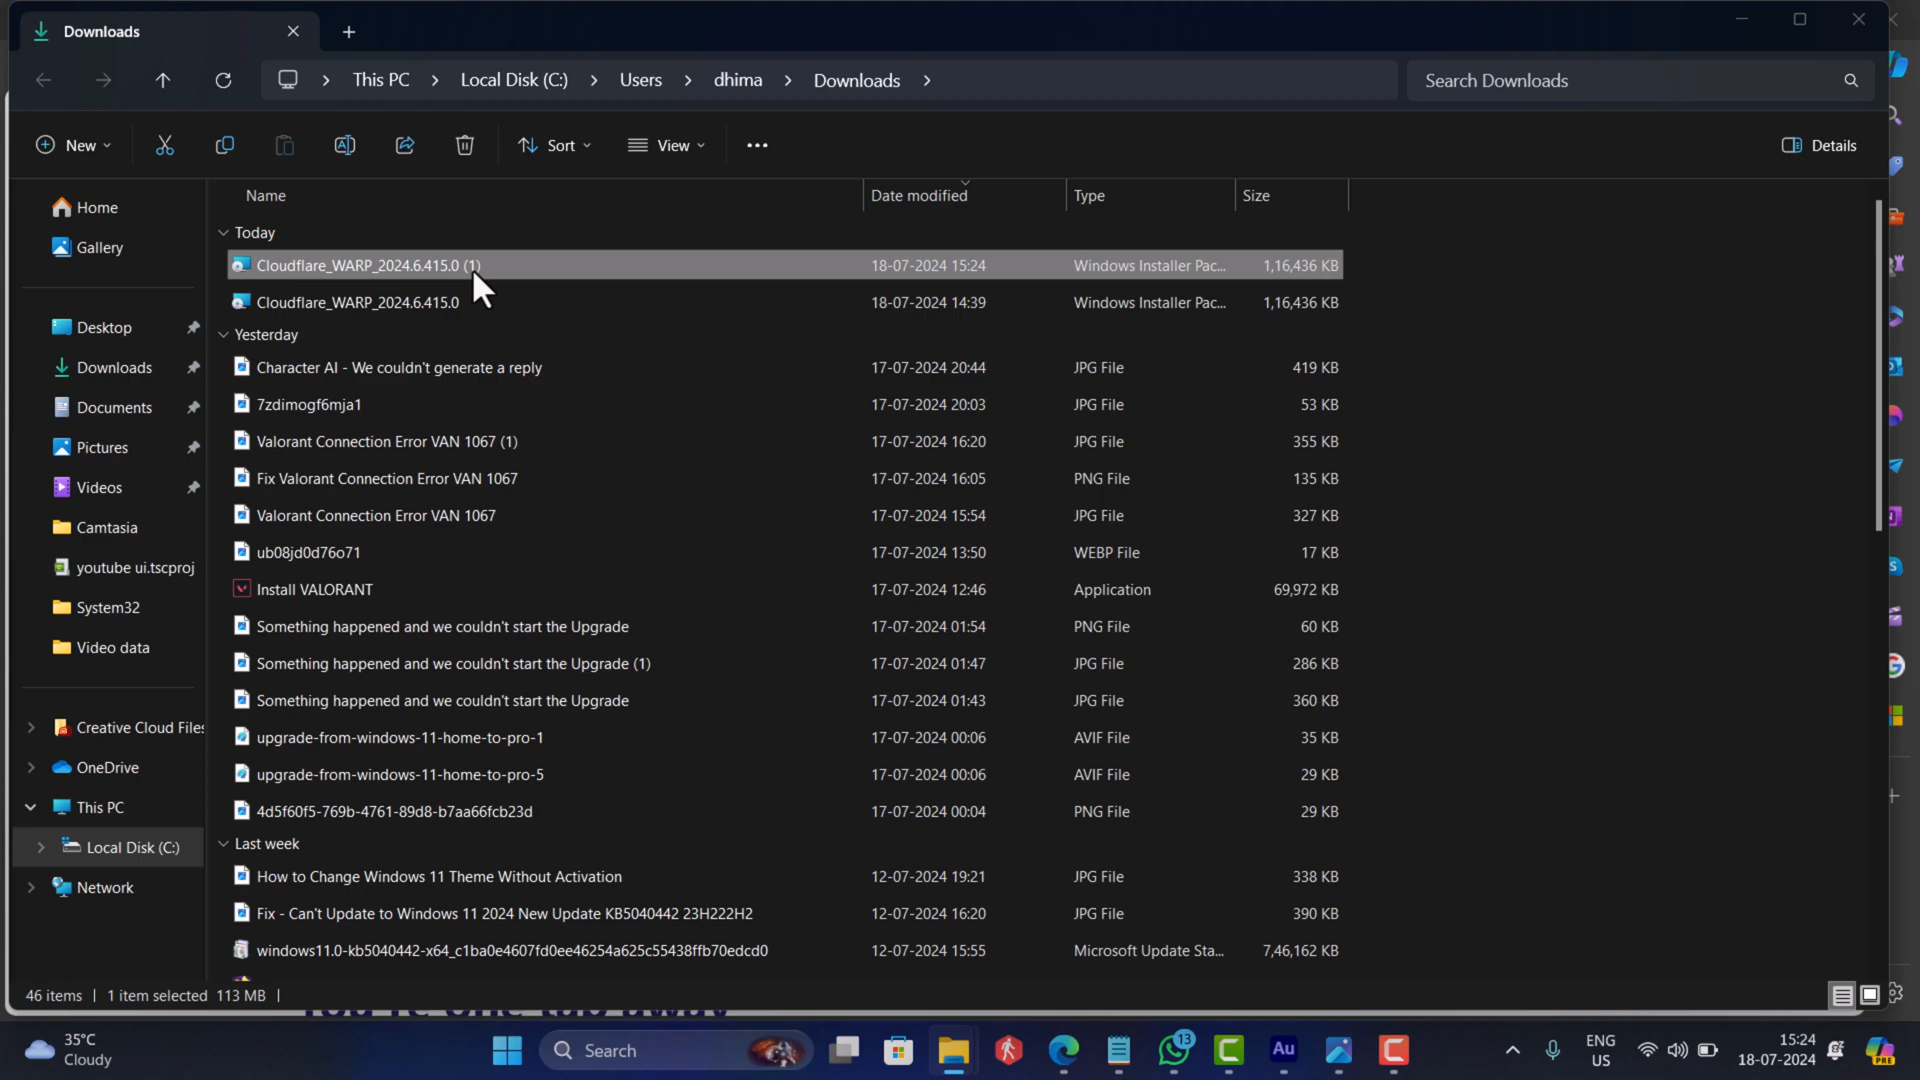 Downloads
This PC > Local Disk (C:) > Users > dhima > Downloads >
Search Downloads
New
Sort
View
Details
Name
Date modified
Type
Size
Home
Gallery
Desktop
Downloads
Documents
Pictures
Videos
Camtasia
youtube ui.tscproj
System32
Video data
Creative Cloud Files
OneDrive
This PC
Local Disk (C:)
Network
Today
Cloudflare_WARP_2024.6.415.0 (1) 18-07-2024 15:24 Windows Installer Pac... 1,16,436 KB
Cloudflare_WARP_2024.6.415.0 18-07-2024 14:39 Windows Installer Pac... 1,16,436 KB
Yesterday
Character AI - We couldn't generate a reply 17-07-2024 20:44 JPG File 419 KB
7zdimogf6mja1 17-07-2024 20:03 JPG File 53 KB
Valorant Connection Error VAN 1067 (1) 17-07-2024 16:20 JPG File 355 KB
Fix Valorant Connection Error VAN 1067 17-07-2024 16:05 PNG File 135 KB
Valorant Connection Error VAN 1067 17-07-2024 15:54 JPG File 327 KB
ub08jd0d76o71 17-07-2024 13:50 WEBP File 17 KB
Install VALORANT 17-07-2024 12:46 Application 69,972 KB
Something happened and we couldn't start the Upgrade 17-07-2024 01:54 PNG File 60 KB
Something happened and we couldn't start the Upgrade (1) 17-07-2024 01:47 JPG File 286 KB
Something happened and we couldn't start the Upgrade 17-07-2024 01:43 JPG File 360 KB
upgrade-from-windows-11-home-to-pro-1 17-07-2024 00:06 AVIF File 35 KB
upgrade-from-windows-11-home-to-pro-5 17-07-2024 00:06 AVIF File 29 KB
4d5f60f5-769b-4761-89d8-b7aa66fcb23d 17-07-2024 00:04 PNG File 29 KB
Last week
How to Change Windows 11 Theme Without Activation 12-07-2024 19:21 JPG File 338 KB
Fix - Can't Update to Windows 11 2024 New Update KB5040442 23H222H2 12-07-2024 16:20 JPG File 390 KB
windows11.0-kb5040442-x64_c1ba0e4607fd0ee46254a625c55438ffb70edcd0 12-07-2024 15:55 Microsoft Update Sta... 7,46,162 KB
46 items | 1 item selected 113 MB |
35°C
Cloudy
Search
13
Au
ENG
US
15:24
18-07-2024
PRE